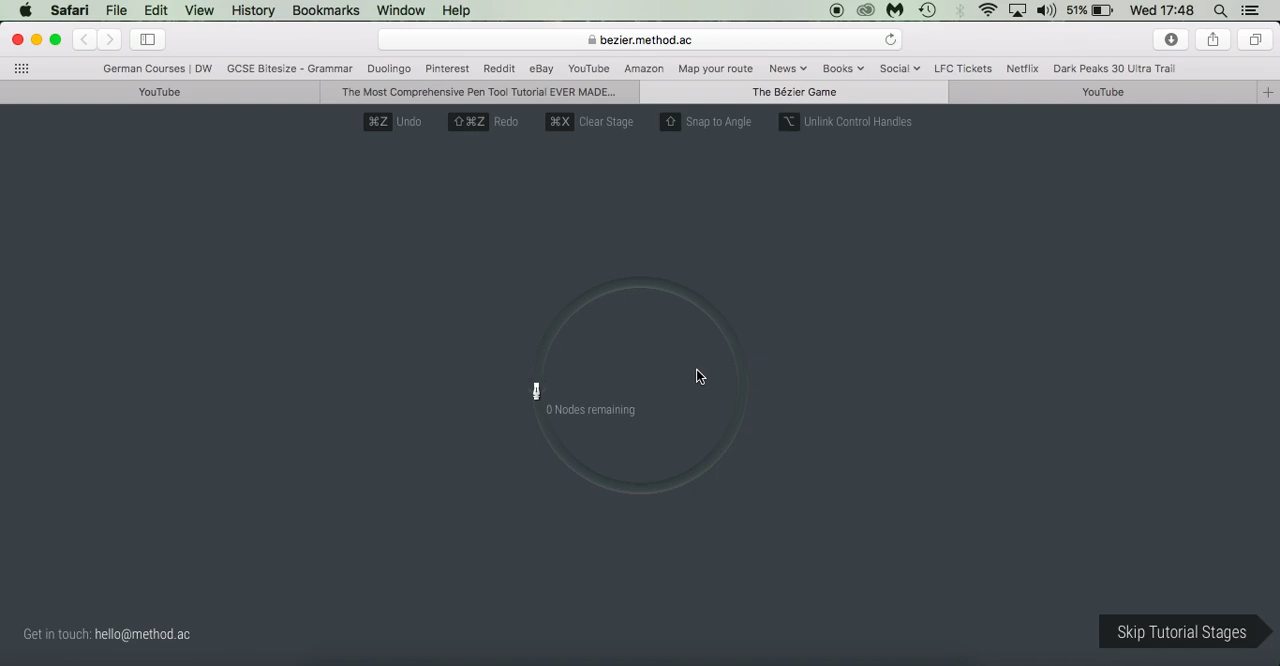 Safari File Edit View History Bookmarks Window Help 51% Wed 17:48
bezier.method.ac
German Courses | DW GCSE Bitesize - Grammar Duolingo Pinterest Reddit eBay YouTube Amazon Map your route News Books Social LFC Tickets Netflix Dark Peaks 30 Ultra Trail
YouTube The Most Comprehensive Pen Tool Tutorial EVER MADE... The Bézier Game YouTube
⌘Z Undo ⇧⌘Z Redo ⌘X Clear Stage ⇧ Snap to Angle ⌥ Unlink Control Handles
0 Nodes remaining
Get in touch: hello@method.ac
Skip Tutorial Stages